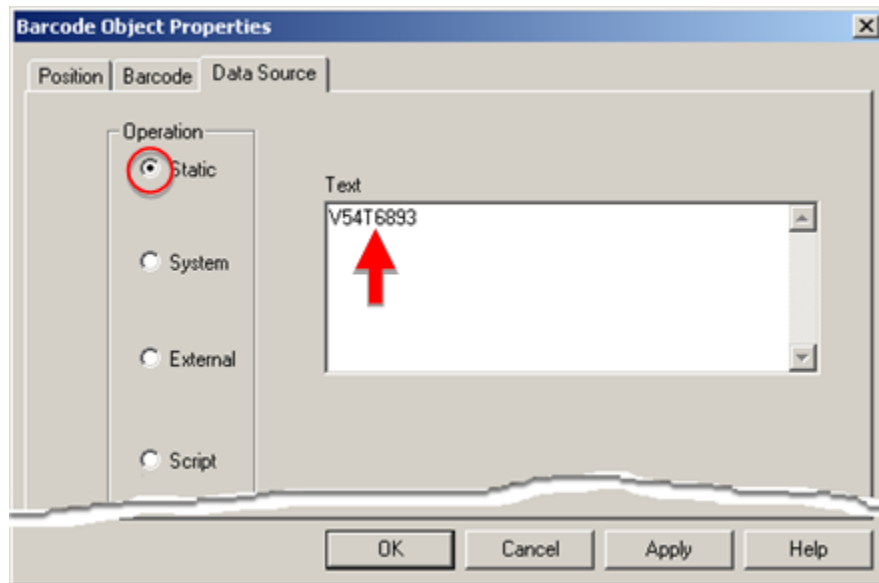 Barcode Object Properties
Position Barcode Data Source
Operation
Static
Text
V54T6893
System
External
Script
OK Cancel Apply Help